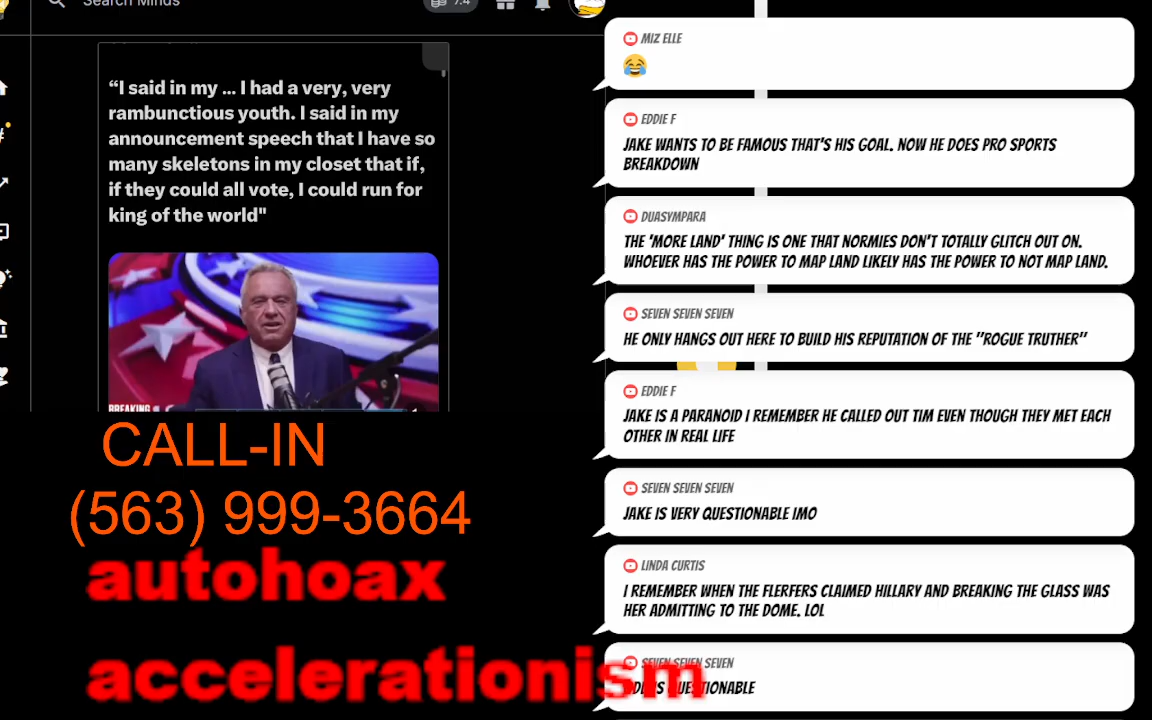 Search Minds
7.4
“I said in my ... I had a very, very
rambunctious youth. I said in my
announcement speech that I have so
many skeletons in my closet that if,
if they could all vote, I could run for
king of the world"
BREAKING
CALL-IN
(563) 999-3664
autohoax
accelerationism
MIZ ELLE
😂
EDDIE F
JAKE WANTS TO BE FAMOUS THAT'S HIS GOAL. NOW HE DOES PRO SPORTS
BREAKDOWN
DUASYMPARA
THE 'MORE LAND' THING IS ONE THAT NORMIES DON'T TOTALLY GLITCH OUT ON.
WHOEVER HAS THE POWER TO MAP LAND LIKELY HAS THE POWER TO NOT MAP LAND.
SEVEN SEVEN SEVEN
HE ONLY HANGS OUT HERE TO BUILD HIS REPUTATION OF THE "ROGUE TRUTHER"
EDDIE F
JAKE IS A PARANOID I REMEMBER HE CALLED OUT TIM EVEN THOUGH THEY MET EACH
OTHER IN REAL LIFE
SEVEN SEVEN SEVEN
JAKE IS VERY QUESTIONABLE IMO
LINDA CURTIS
I REMEMBER WHEN THE FLERFERS CLAIMED HILLARY AND BREAKING THE GLASS WAS
HER ADMITTING TO THE DOME. LOL
SEVEN SEVEN SEVEN
IS QUESTIONABLE